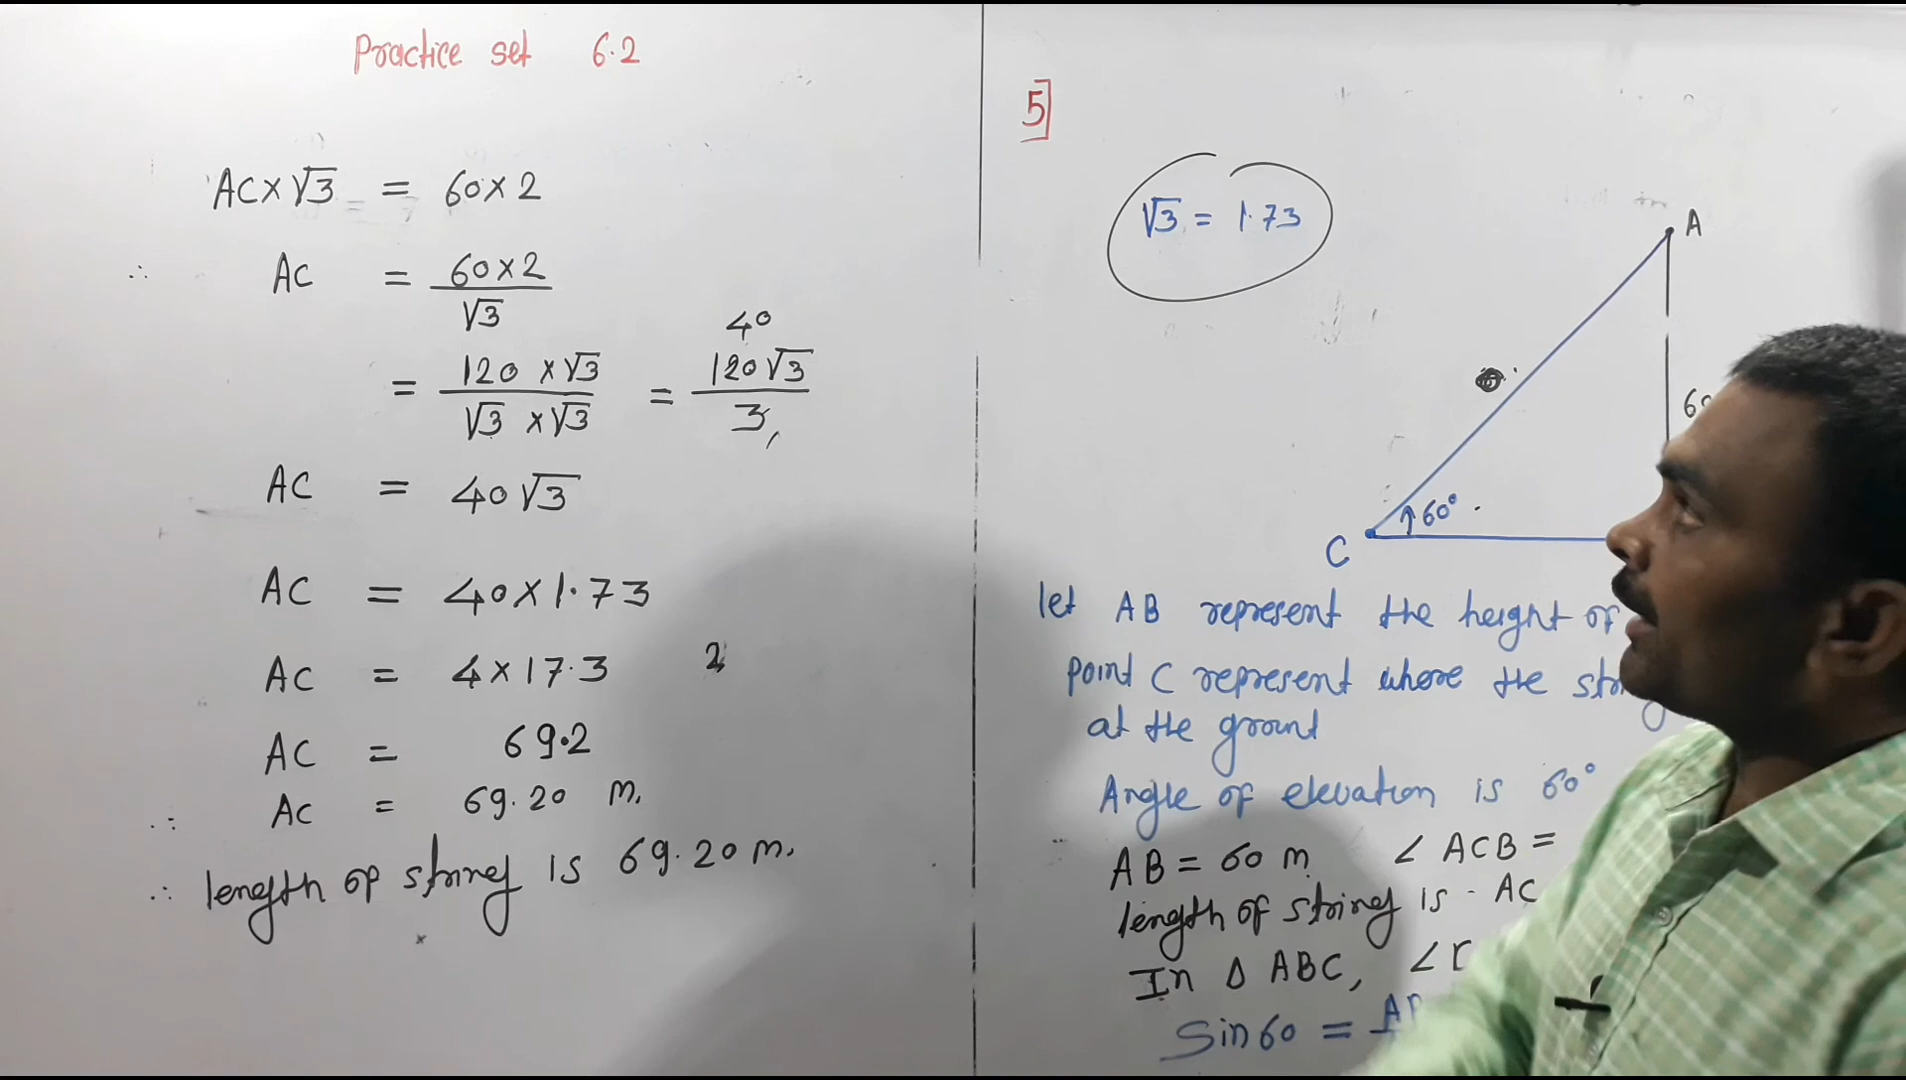 Practice set 6.2
AC × √3 = 60 × 2
∴ AC = 60 × 2 / √3
= 120 × √3 / √3 × √3 = 40 120√3 / 3,
AC = 40√3
AC = 40 × 1.73
AC = 4 × 17.3 2
AC = 69.2
∴ AC = 69.20 m.
∴ length of string is 69.20 m.
5]
√3 = 1.73
A
60
60°
C
let AB represent the height of
point C represent where the
at the ground
Angle of elevation is 60°
AB = 60 m ∠ ACB =
length of string is - AC
In Δ ABC, ∠
Sin 60 =